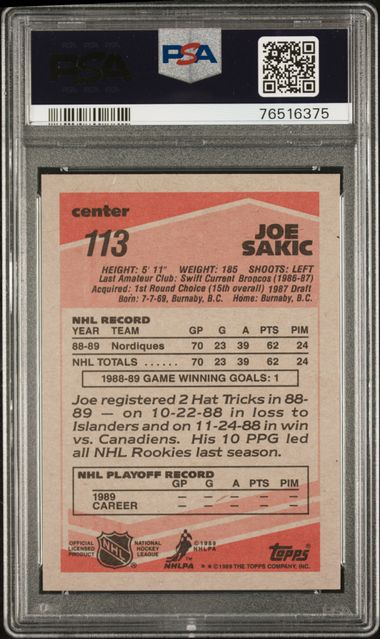 PSA
PSA
76516375
center
113
JOE
SAKIC
HEIGHT: 5' 11" WEIGHT: 185 SHOOTS: LEFT
Last Amateur Club: Swift Current Broncos (1986-87)
Acquired: 1st Round Choice (15th overall) 1987 Draft
Born: 7-7-69, Burnaby, B.C. Home: Burnaby, B.C.
NHL RECORD
YEAR TEAM GP G A PTS PIM
88-89 Nordiques 70 23 39 62 24
NHL TOTALS ...... 70 23 39 62 24
1988-89 GAME WINNING GOALS: 1
Joe registered 2 Hat Tricks in 88-
89 — on 10-22-88 in loss to
Islanders and on 11-24-88 in win
vs. Canadiens. His 10 PPG led
all NHL Rookies last season.
NHL PLAYOFF RECORD
GP G A PTS PIM
1989 — — — — —
CAREER — — — — —
OFFICIAL LICENSED PRODUCT
NHL
NATIONAL HOCKEY LEAGUE
NHLPA
©1989 NHLPA
topps
* * ©1989 THE TOPPS COMPANY, INC.